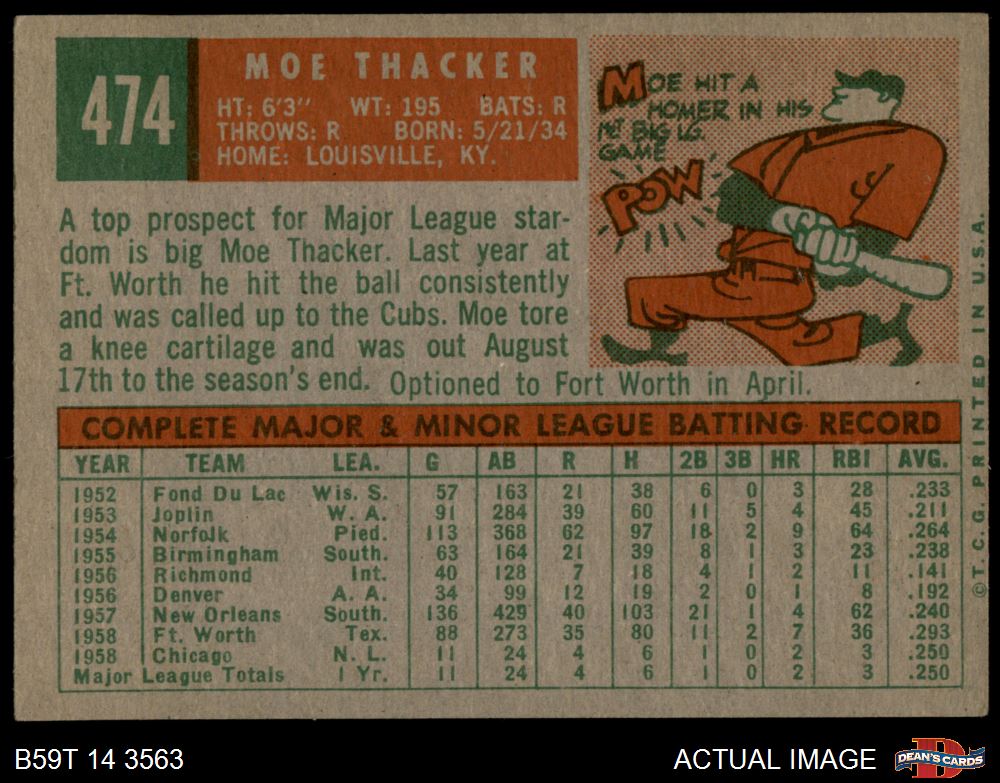 474
MOE THACKER
HT: 6'3" WT: 195 BATS: R
THROWS: R BORN: 5/21/34
HOME: LOUISVILLE, KY.
MOE HIT A
HOMER IN HIS
1ST BIG LG.
GAME
POW
A top prospect for Major League star-
dom is big Moe Thacker. Last year at
Ft. Worth he hit the ball consistently
and was called up to the Cubs. Moe tore
a knee cartilage and was out August
17th to the season's end. Optioned to Fort Worth in April.
COMPLETE MAJOR & MINOR LEAGUE BATTING RECORD
YEAR TEAM LEA. G AB R H 2B 3B HR RBI AVG.
1952 Fond Du Lac Wis. S. 57 163 21 38 6 0 3 28 .233
1953 Joplin W. A. 91 284 39 60 11 5 4 45 .211
1954 Norfolk Pied. 113 368 62 97 18 2 9 64 .264
1955 Birmingham South. 63 164 21 39 8 1 3 23 .238
1956 Richmond Int. 40 128 7 18 4 1 2 11 .141
1956 Denver A. A. 34 99 12 19 2 0 1 8 .192
1957 New Orleans South. 136 429 40 103 21 1 4 62 .240
1958 Ft. Worth Tex. 88 273 35 80 11 2 7 36 .293
1958 Chicago N. L. 11 24 4 6 1 0 2 3 .250
Major League Totals 1 Yr. 11 24 4 6 1 0 2 3 .250
©T. C. G. PRINTED IN U.S.A.
B59T 14 3563
ACTUAL IMAGE
D
DEAN'S CARDS